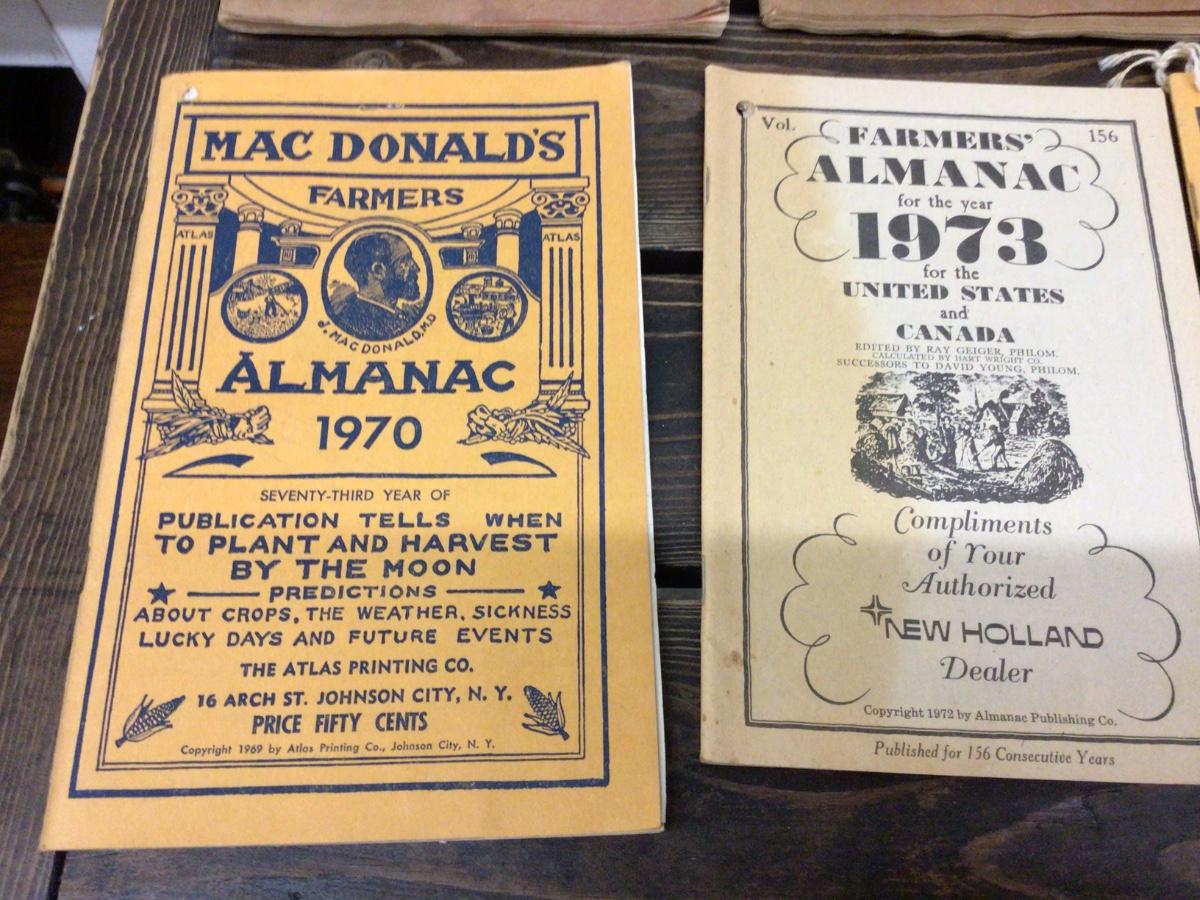 MAC DONALD'S
FARMERS
ATLAS
ATLAS
J. MAC DONALD, M.D
ALMANAC
1970
SEVENTY-THIRD YEAR OF
PUBLICATION TELLS WHEN
TO PLANT AND HARVEST
BY THE MOON
PREDICTIONS
ABOUT CROPS, THE WEATHER, SICKNESS
LUCKY DAYS AND FUTURE EVENTS
THE ATLAS PRINTING CO.
16 ARCH ST. JOHNSON CITY, N. Y.
PRICE FIFTY CENTS
Copyright 1969 by Atlas Printing Co., Johnson City, N. Y.
Vol. 156
FARMERS'
ALMANAC
for the year
1973
for the
UNITED STATES
and
CANADA
EDITED BY RAY GEIGER, PHILOM.
CALCULATED BY HART WRIGHT CO.
SUCCESSORS TO DAVID YOUNG, PHILOM.
Compliments
of Your
Authorized
NEW HOLLAND
Dealer
Copyright 1972 by Almanac Publishing Co.
Published for 156 Consecutive Years